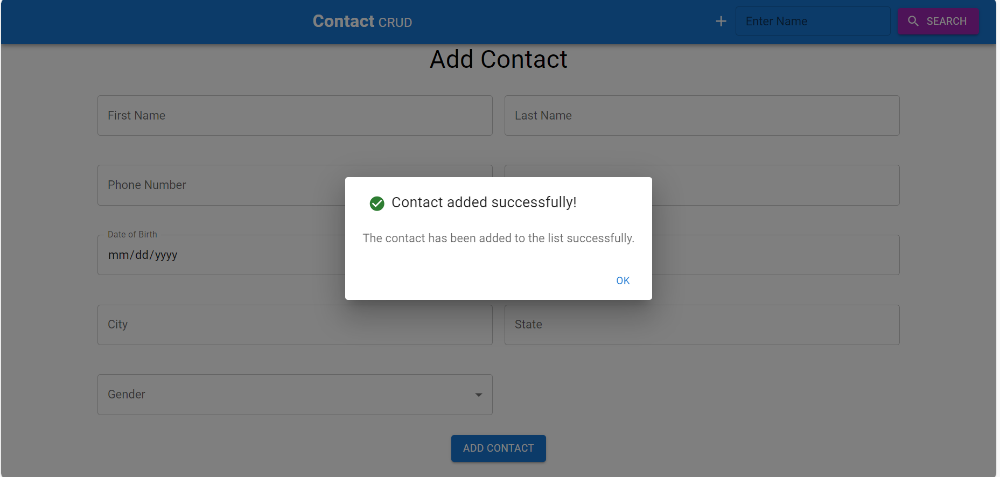 Contact CRUD
Enter Name
SEARCH
Add Contact
First Name
Last Name
Phone Number
Contact added successfully!
The contact has been added to the list successfully.
OK
Date of Birth
mm/dd/yyyy
City
State
Gender
ADD CONTACT